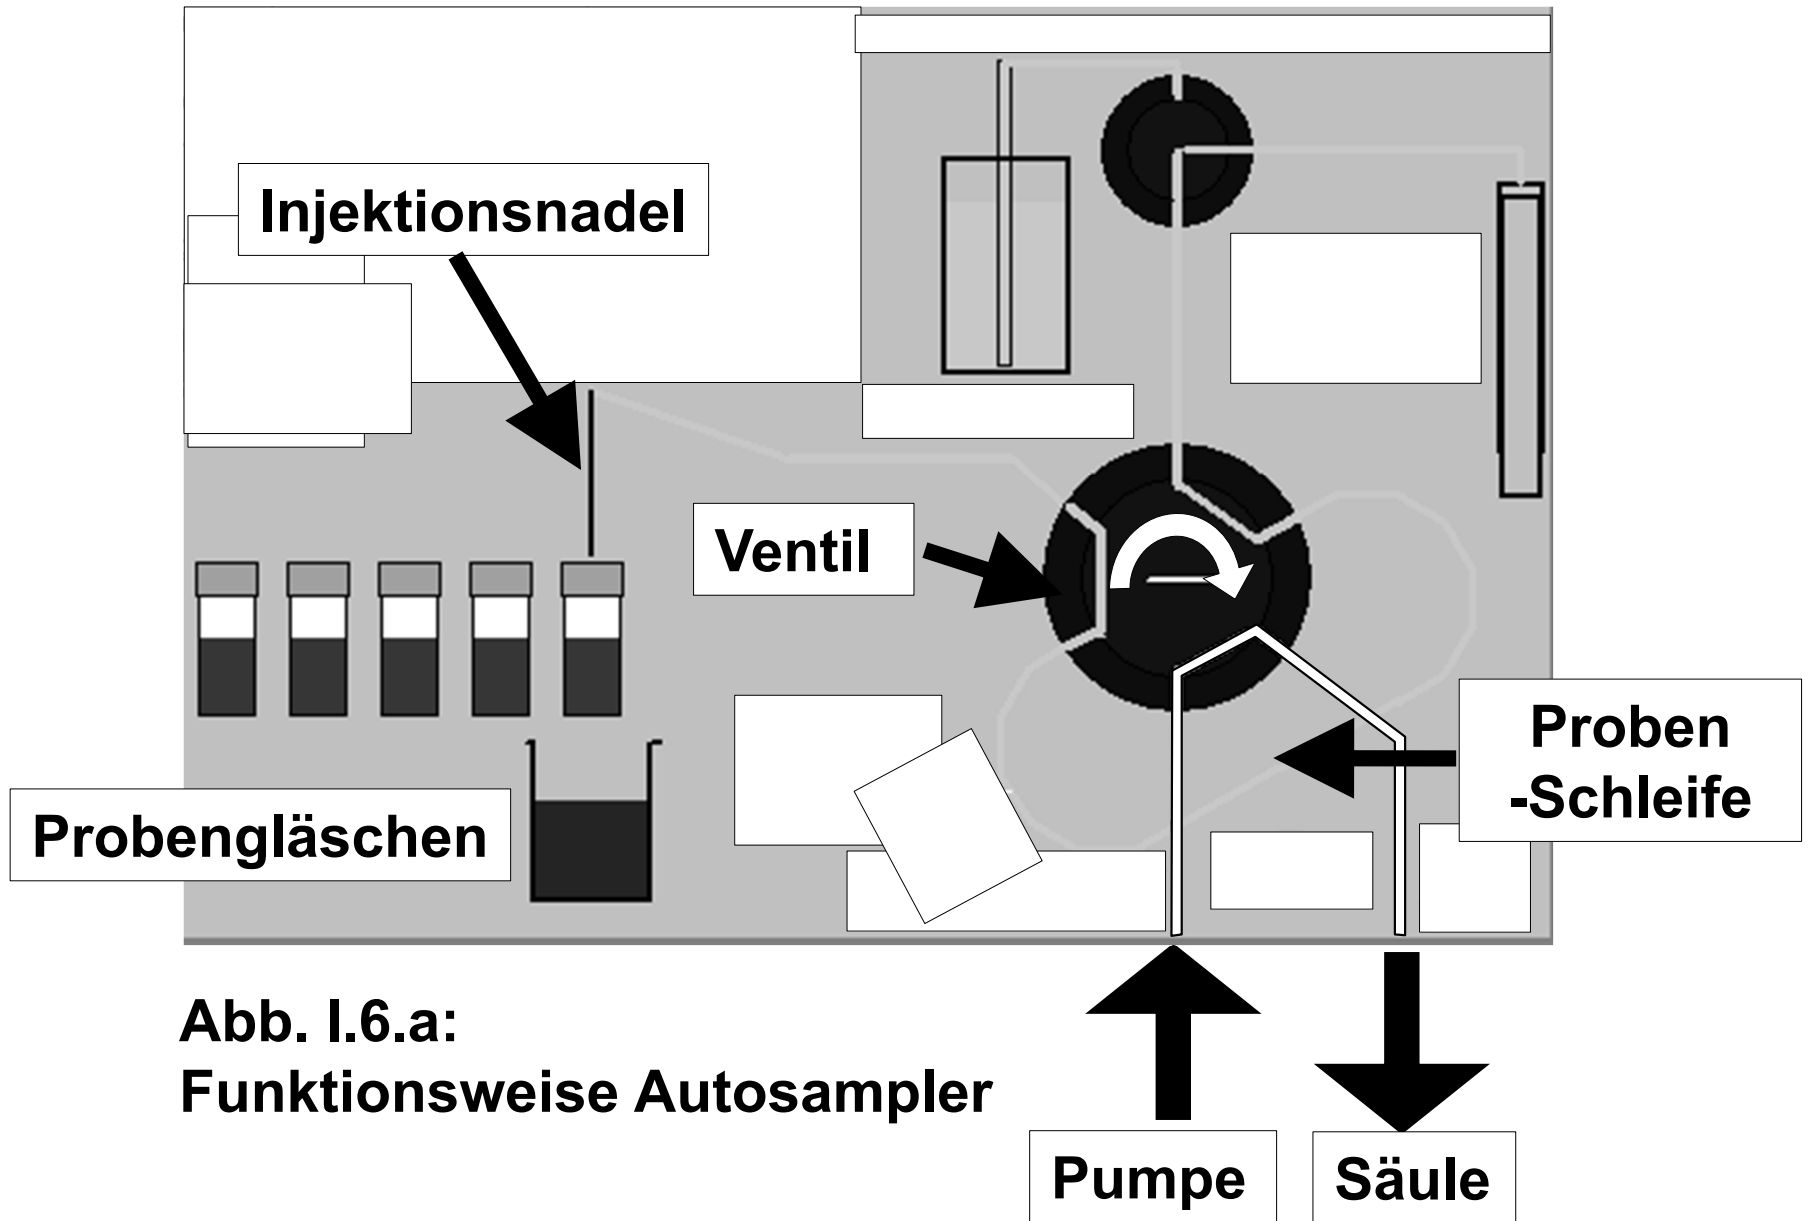 Injektionsnadel
Ventil
Proben
-Schleife
Probengläschen
Abb. I.6.a:
Funktionsweise Autosampler
Pumpe
Säule